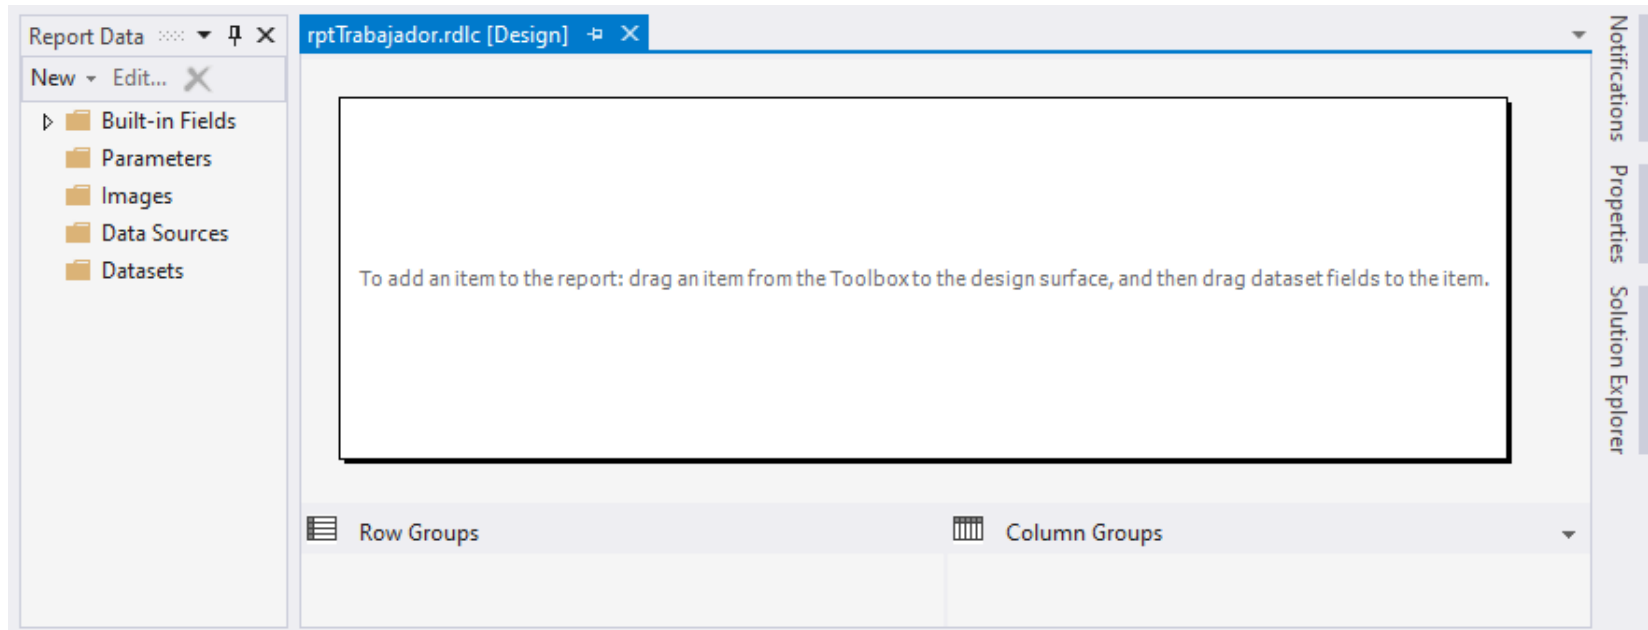 Report Data
New Edit...
Built-in Fields
Parameters
Images
Data Sources
Datasets
rptTrabajador.rdlc [Design]
To add an item to the report: drag an item from the Toolbox to the design surface, and then drag dataset fields to the item.
Row Groups
Column Groups
Notifications
Properties
Solution Explorer